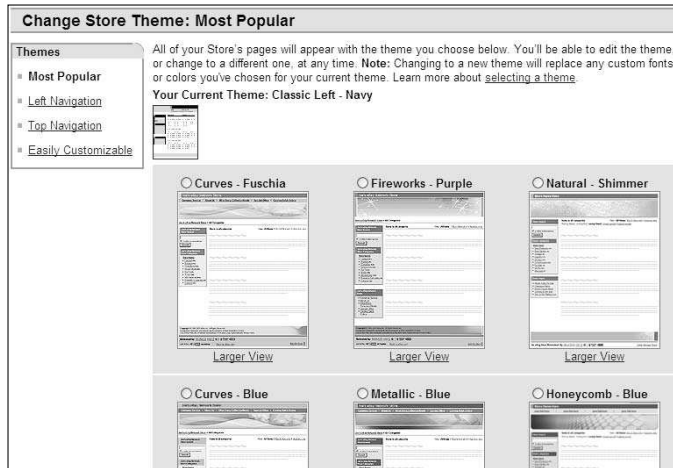 Change Store Theme: Most Popular
Themes
Most Popular
Left Navigation
Top Navigation
Easily Customizable
All of your Store's pages will appear with the theme you choose below. You'll be able to edit the theme,
or change to a different one, at any time. Note: Changing to a new theme will replace any custom fonts
or colors you've chosen for your current theme. Learn more about selecting a theme.
Your Current Theme: Classic Left - Navy
Curves - Fuschia
Fireworks - Purple
Natural - Shimmer
Larger View
Larger View
Larger View
Curves - Blue
Metallic - Blue
Honeycomb - Blue